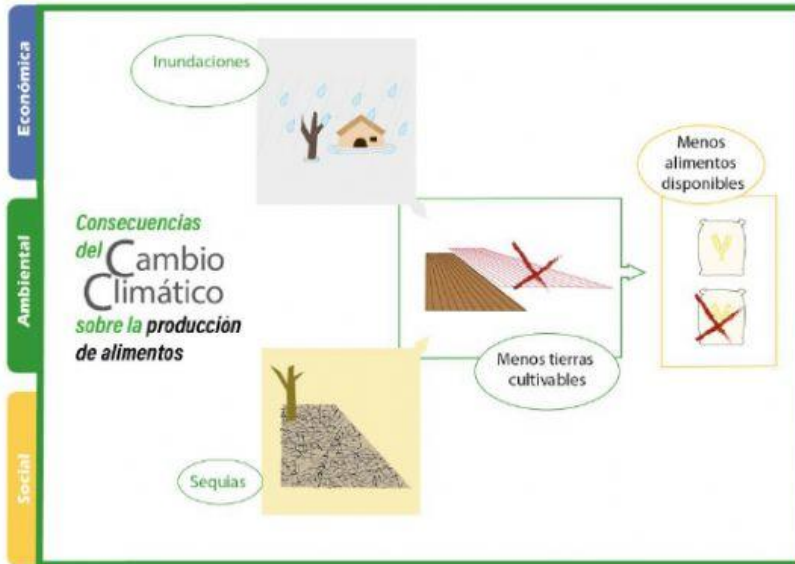 Económica
Ambiental
Social
Inundaciones
Consecuencias
del Cambio
Climático
sobre la producción
de alimentos
Sequias
Menos tierras
cultivables
Menos
alimentos
disponibles